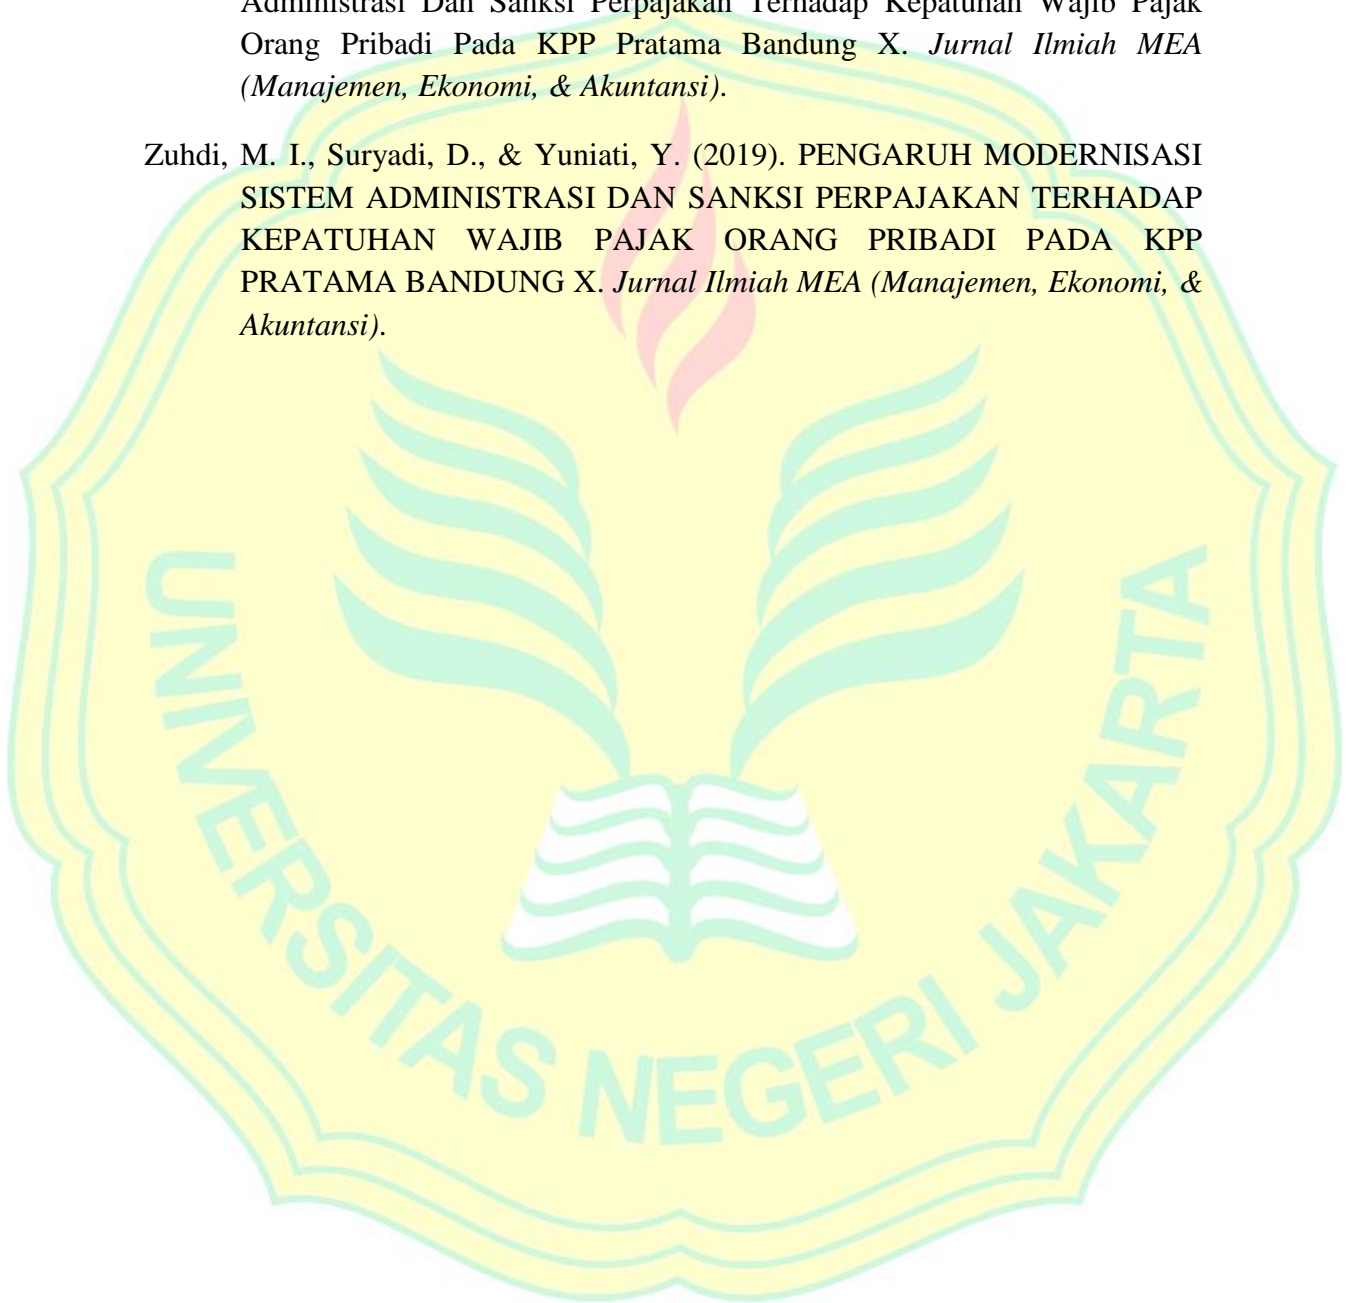 Administrasi Dan Sanksi Perpajakan Terhadap Kepatuhan Wajib Pajak
Orang Pribadi Pada KPP Pratama Bandung X. Jurnal Ilmiah MEA
(Manajemen, Ekonomi, & Akuntansi).
Zuhdi, M. I., Suryadi, D., & Yuniati, Y. (2019). PENGARUH MODERNISASI
SISTEM ADMINISTRASI DAN SANKSI PERPAJAKAN TERHADAP
KEPATUHAN WAJIB PAJAK ORANG PRIBADI PADA KPP
PRATAMA BANDUNG X. Jurnal Ilmiah MEA (Manajemen, Ekonomi, &
Akuntansi).
UNIVERSITAS NEGERI JAKARTA